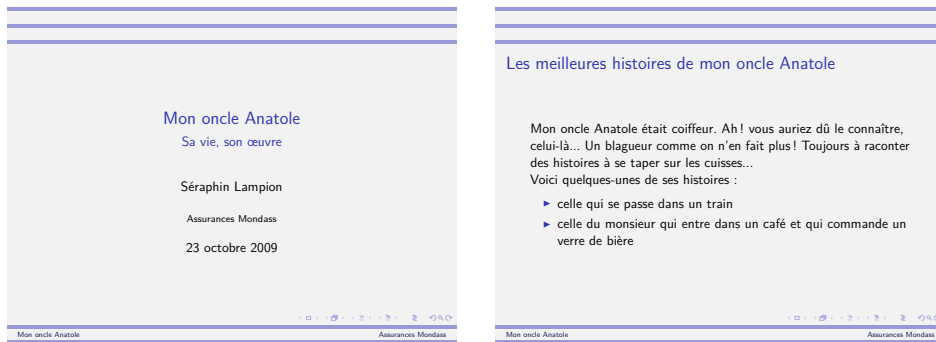 Mon oncle Anatole
Sa vie, son œuvre
Séraphin Lampion
Assurances Mondass
23 octobre 2009
Mon oncle Anatole
Assurances Mondass
Les meilleures histoires de mon oncle Anatole
Mon oncle Anatole était coiffeur. Ah ! vous auriez dû le connaître,
celui-là... Un blagueur comme on n'en fait plus ! Toujours à raconter
des histoires à se taper sur les cuisses...
Voici quelques-unes de ses histoires :
celle qui se passe dans un train
celle du monsieur qui entre dans un café et qui commande un
verre de bière
Mon oncle Anatole
Assurances Mondass